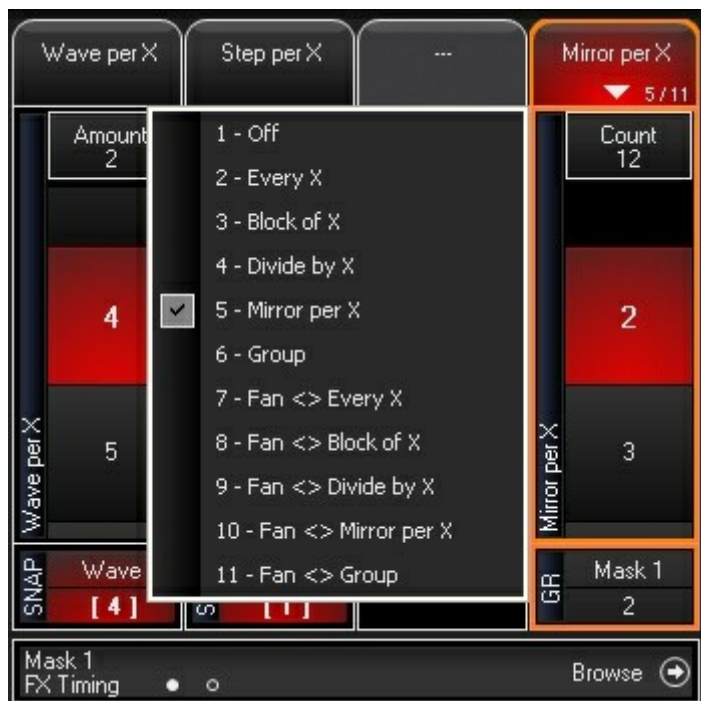 Wave per X
Step per X
---
Mirror per X
5/11
Amount
2
4
5
Wave per X
1 - Off
2 - Every X
3 - Block of X
4 - Divide by X
5 - Mirror per X
6 - Group
7 - Fan <> Every X
8 - Fan <> Block of X
9 - Fan <> Divide by X
10 - Fan <> Mirror per X
11 - Fan <> Group
Count
12
2
3
Mirror per X
SNAP
Wave
[ 4 ]
[ 1 ]
GR
Mask 1
2
Mask 1
FX Timing
Browse